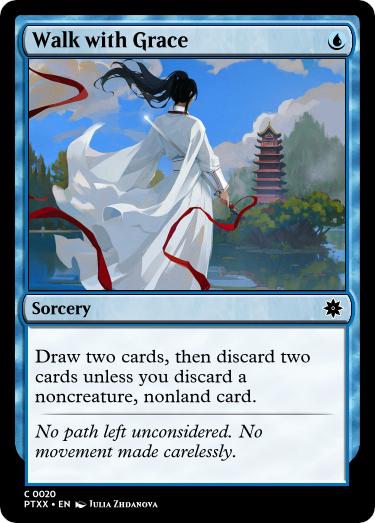 Walk with Grace
Sorcery
Draw two cards, then discard two
cards unless you discard a
noncreature, nonland card.
No path left unconsidered. No
movement made carelessly.
C 0020
PTXX • EN Julia Zhdanova